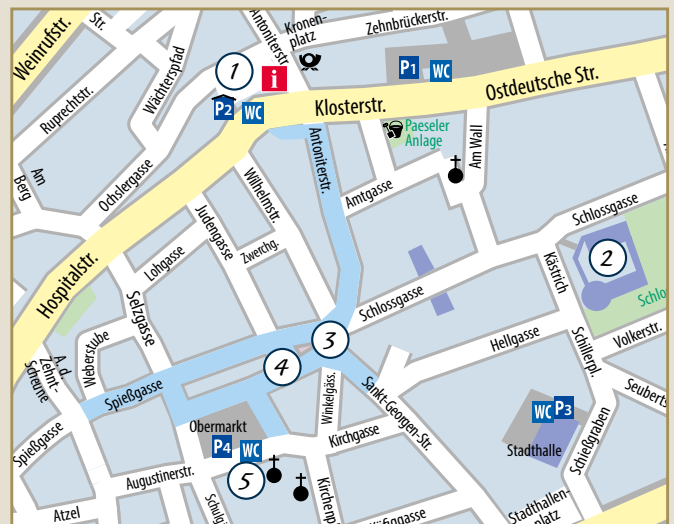 Weinrufstr.
Str.
Antoniterstr.
Kronen-
platz
Zehnbrückerstr.
Wächterspfad
1
i
P1
WC
Ostdeutsche Str.
Ruprechtstr.
P2
WC
Klosterstr.
Paeseler
Anlage
Am Wall
Am
Berg
Ochslergasse
Antoniterstr.
Wilhelmstr.
Amtgasse
Schlossgasse
Judengasse
Zwerchg.
Lohgasse
Hospitalstr.
2
Kästrich
Schlo
Selzgasse
Schlossgasse
Weberstube
3
Hellgasse
Schillerpl.
Volkerstr.
A. d.
Zehnt-
Scheune
4
Spießgasse
Winkelgäss.
Sankt-Georgen-Str.
Seuberts
WC
P3
Spießgasse
Obermarkt
P4
WC
Kirchgasse
Stadthalle
Schießgraben
Augustinerstr.
5
Atzel
Schulg
Kirchenp
Stadthallen-
platz